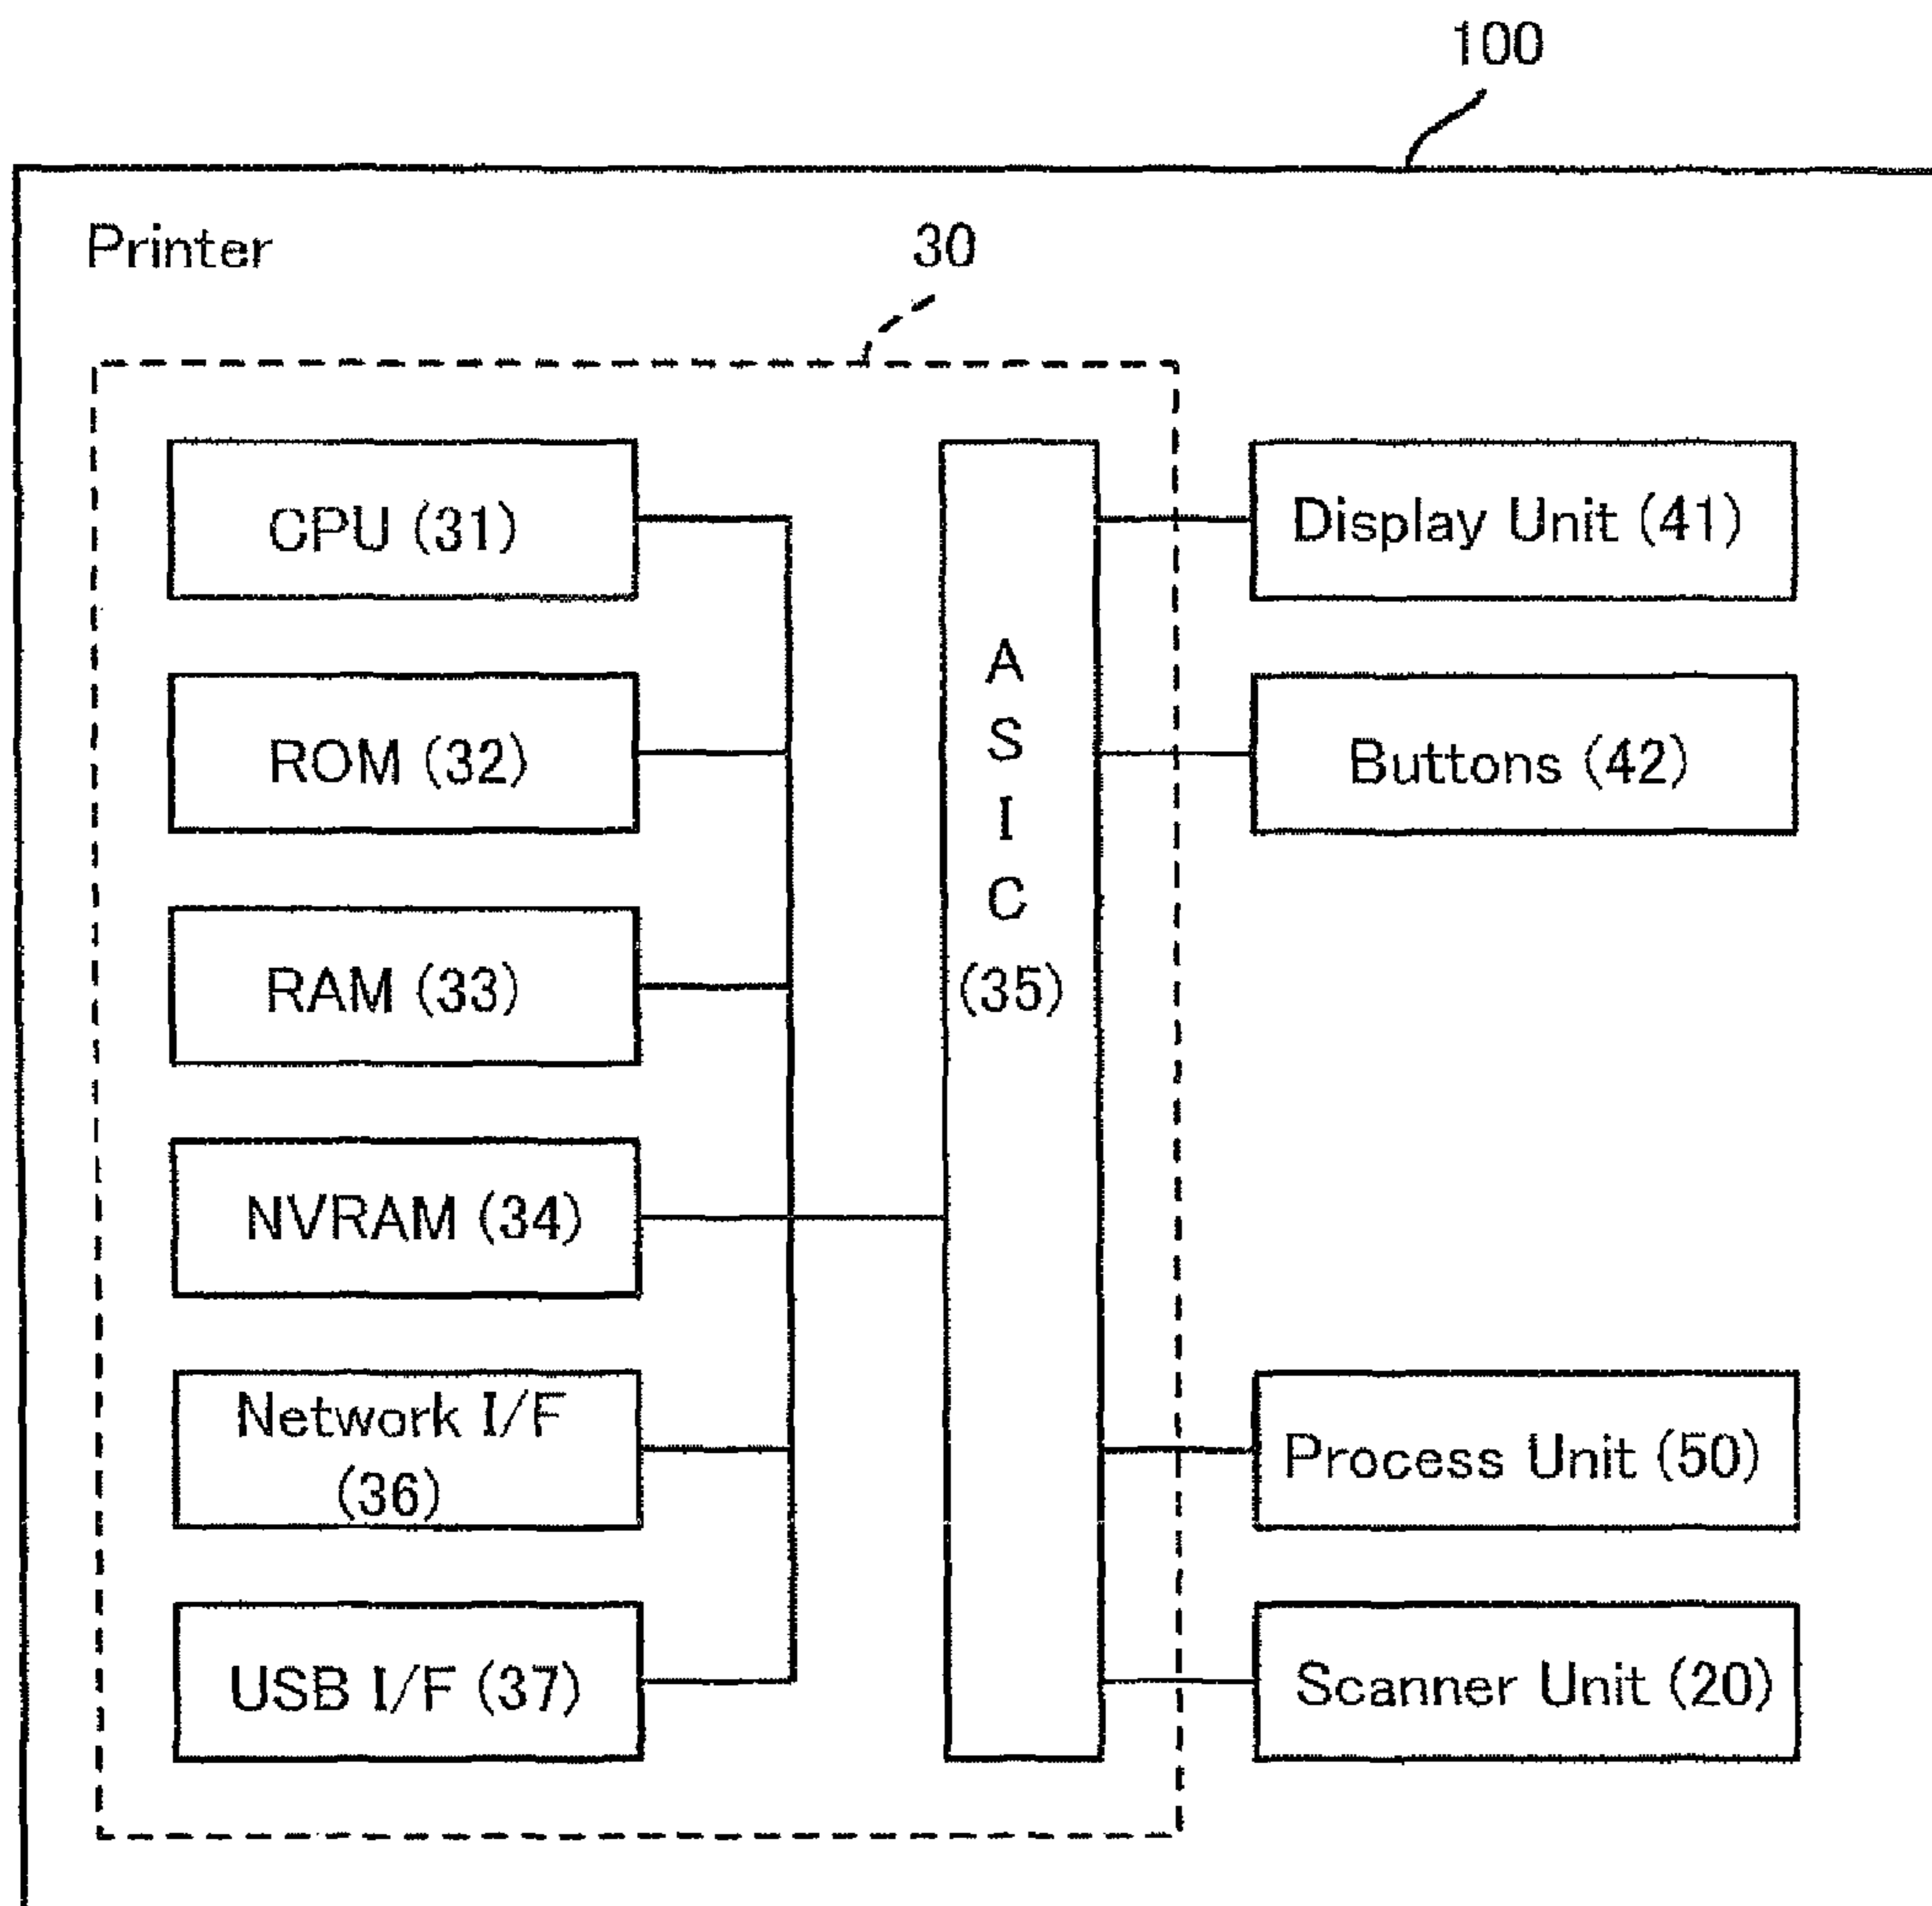 100
Printer
30
CPU (31)
Display Unit (41)
ROM (32)
Buttons (42)
RAM (33)
A
S
I
C
(35)
NVRAM (34)
Network I/F
(36)
Process Unit (50)
USB I/F (37)
Scanner Unit (20)